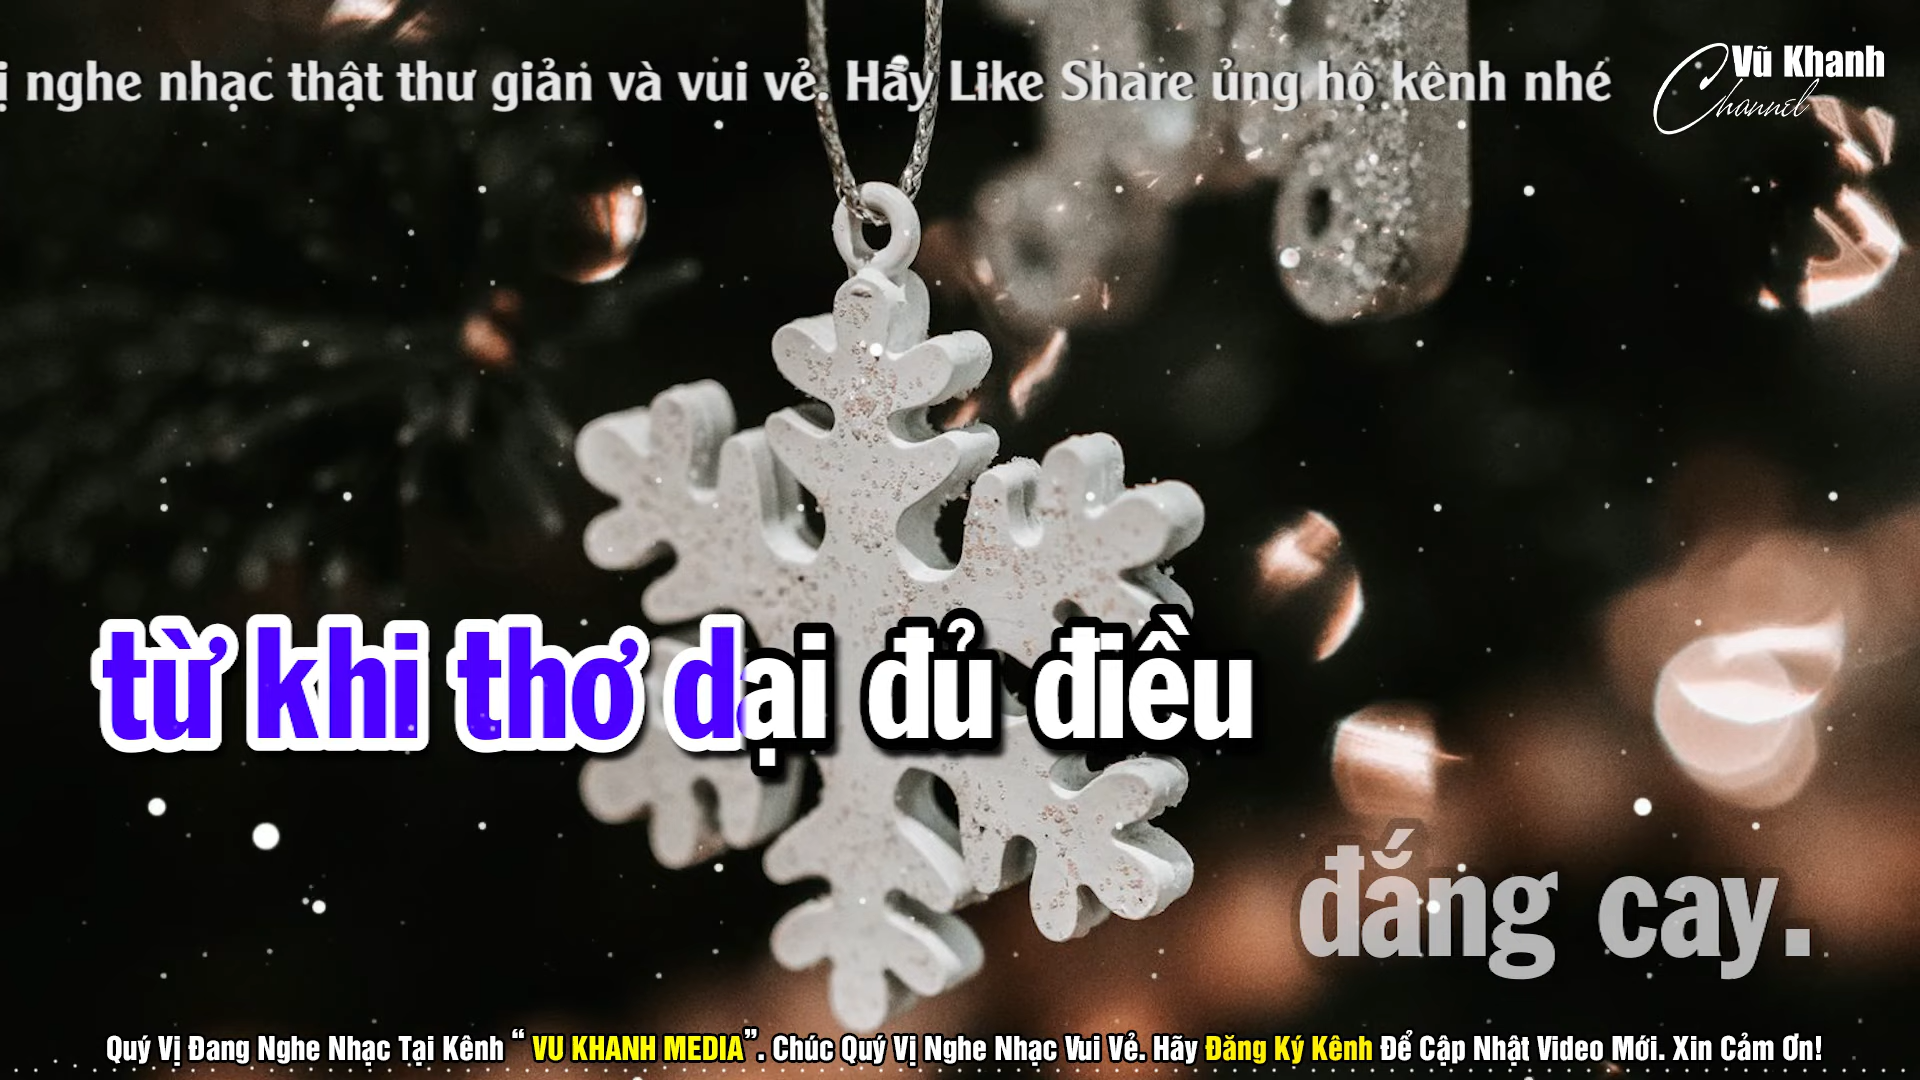 ị nghe nhạc thật thư giản và vui vẻ. Hãy Like Share ủng hộ kênh nhé
Vũ Khanh
Channel
từ khi thơ dại đủ điều
đắng cay.
Quý Vị Đang Nghe Nhạc Tại Kênh “ VU KHANH MEDIA”. Chúc Quý Vị Nghe Nhạc Vui Vẻ. Hãy Đăng Ký Kênh Để Cập Nhật Video Mới. Xin Cảm Ơn!